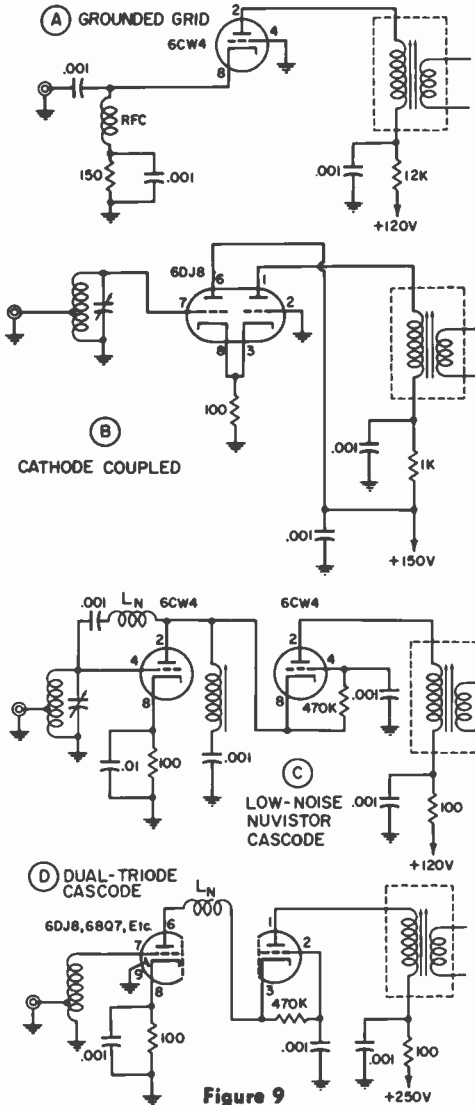 A GROUNDED GRID
2
6CW4
4
8
.001
RFC
150
.001
.001
12K
+120V
6DJ8
6
1
7
2
8
3
100
B
CATHODE COUPLED
.001
1K
.001
+150V
.001
LN
6CW4
6CW4
2
2
4
4
8
8
470K
.001
.01
100
.001
C
LOW-NOISE
NUVISTOR
CASCODE
.001
100
+120V
D DUAL-TRIODE
CASCODE
LN
6DJ8, 6BQ7, Etc.
6
1
7
2
9
8
3
470K
.001
100
.001
.001
100
+250V
Figure 9